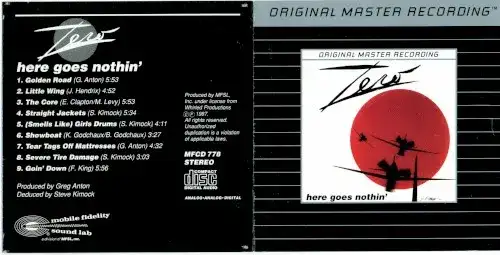 Zero
here goes nothin'
1. Golden Road (G. Anton) 5:53
2. Little Wing (J. Hendrix) 4:52
3. The Core (E. Clapton/M. Levy) 5:53
4. Straight Jackets (S. Kimock) 5:34
5. (Smells Like) Girls Drums (S. Kimock) 4:11
6. Showboat (K. Godchaux/B. Godchaux) 3:27
7. Tear Tags Off Mattresses (G. Anton) 4:32
8. Severe Tire Damage (S. Kimock) 3:03
9. Goin' Down (F. King) 5:56
Produced by Greg Anton
Deduced by Steve Kimock
mobile fidelity
sound lab
a division of MFSL, inc.
Produced by MFSL,
Inc. under license from
Whirled Productions
©℗ 1987.
All rights reserved.
Unauthorized
duplication is a violation
of applicable laws.
MFCD 778
STEREO
COMPACT
disc
DIGITAL AUDIO
ANALOG-ANALOG-DIGITAL
ORIGINAL MASTER RECORDING™
ORIGINAL MASTER RECORDING
Zero
here goes nothin'